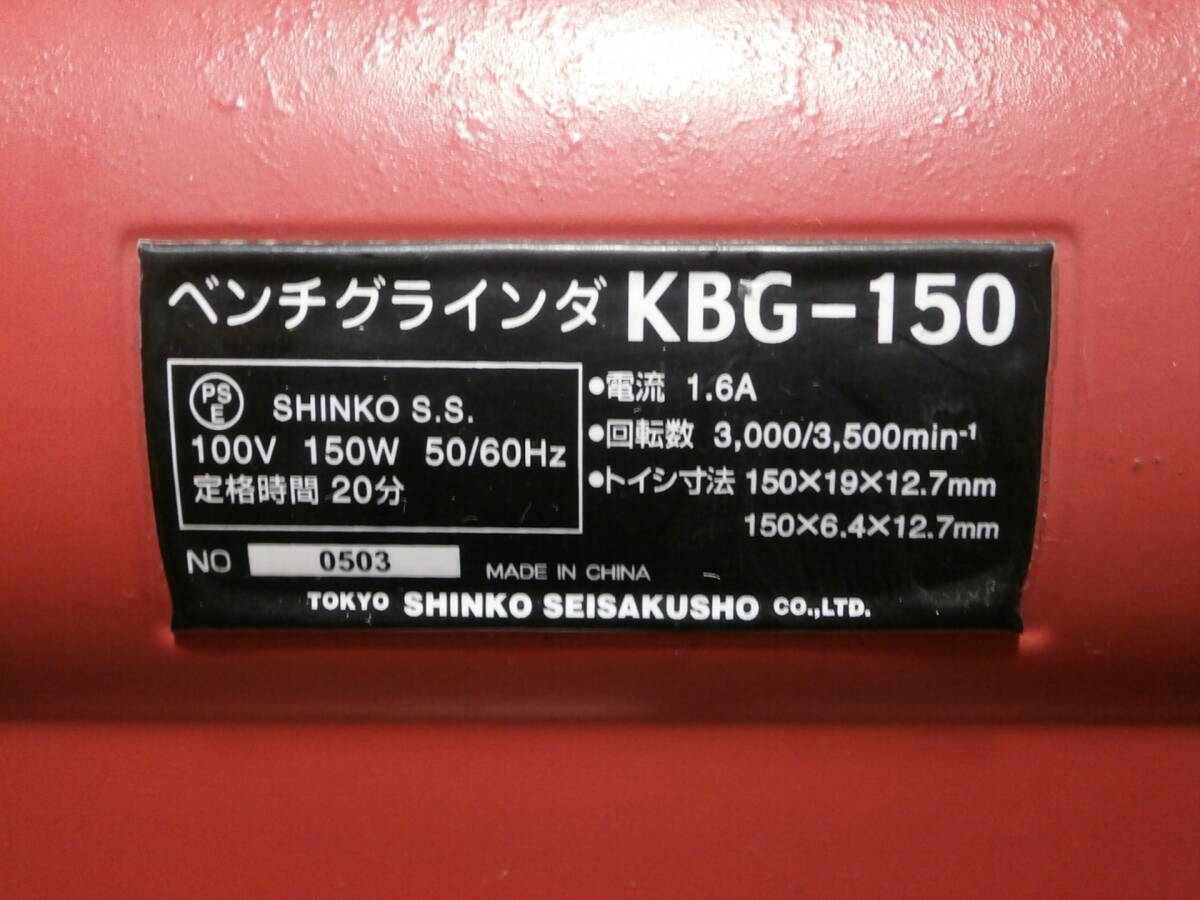 ベンチグラインダ KBG-150
PSE SHINKO S.S.
100V 150W 50/60Hz
定格時間 20分
●電流 1.6A
●回転数 3,000/3,500min⁻¹
●トイシ寸法 150×19×12.7mm
150×6.4×12.7mm
NO 0503 MADE IN CHINA
TOKYO SHINKO SEISAKUSHO CO.,LTD.